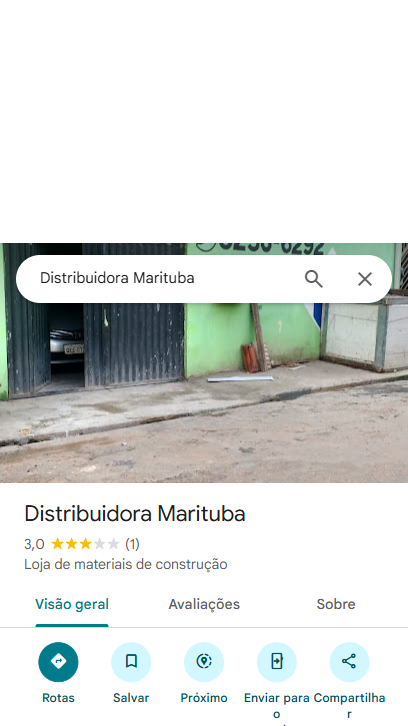 Distribuidora Marituba
Distribuidora Marituba
3,0 (1)
Loja de materiais de construção
Visão geral Avaliações Sobre
Rotas Salvar Próximo Enviar para o Compartilhar